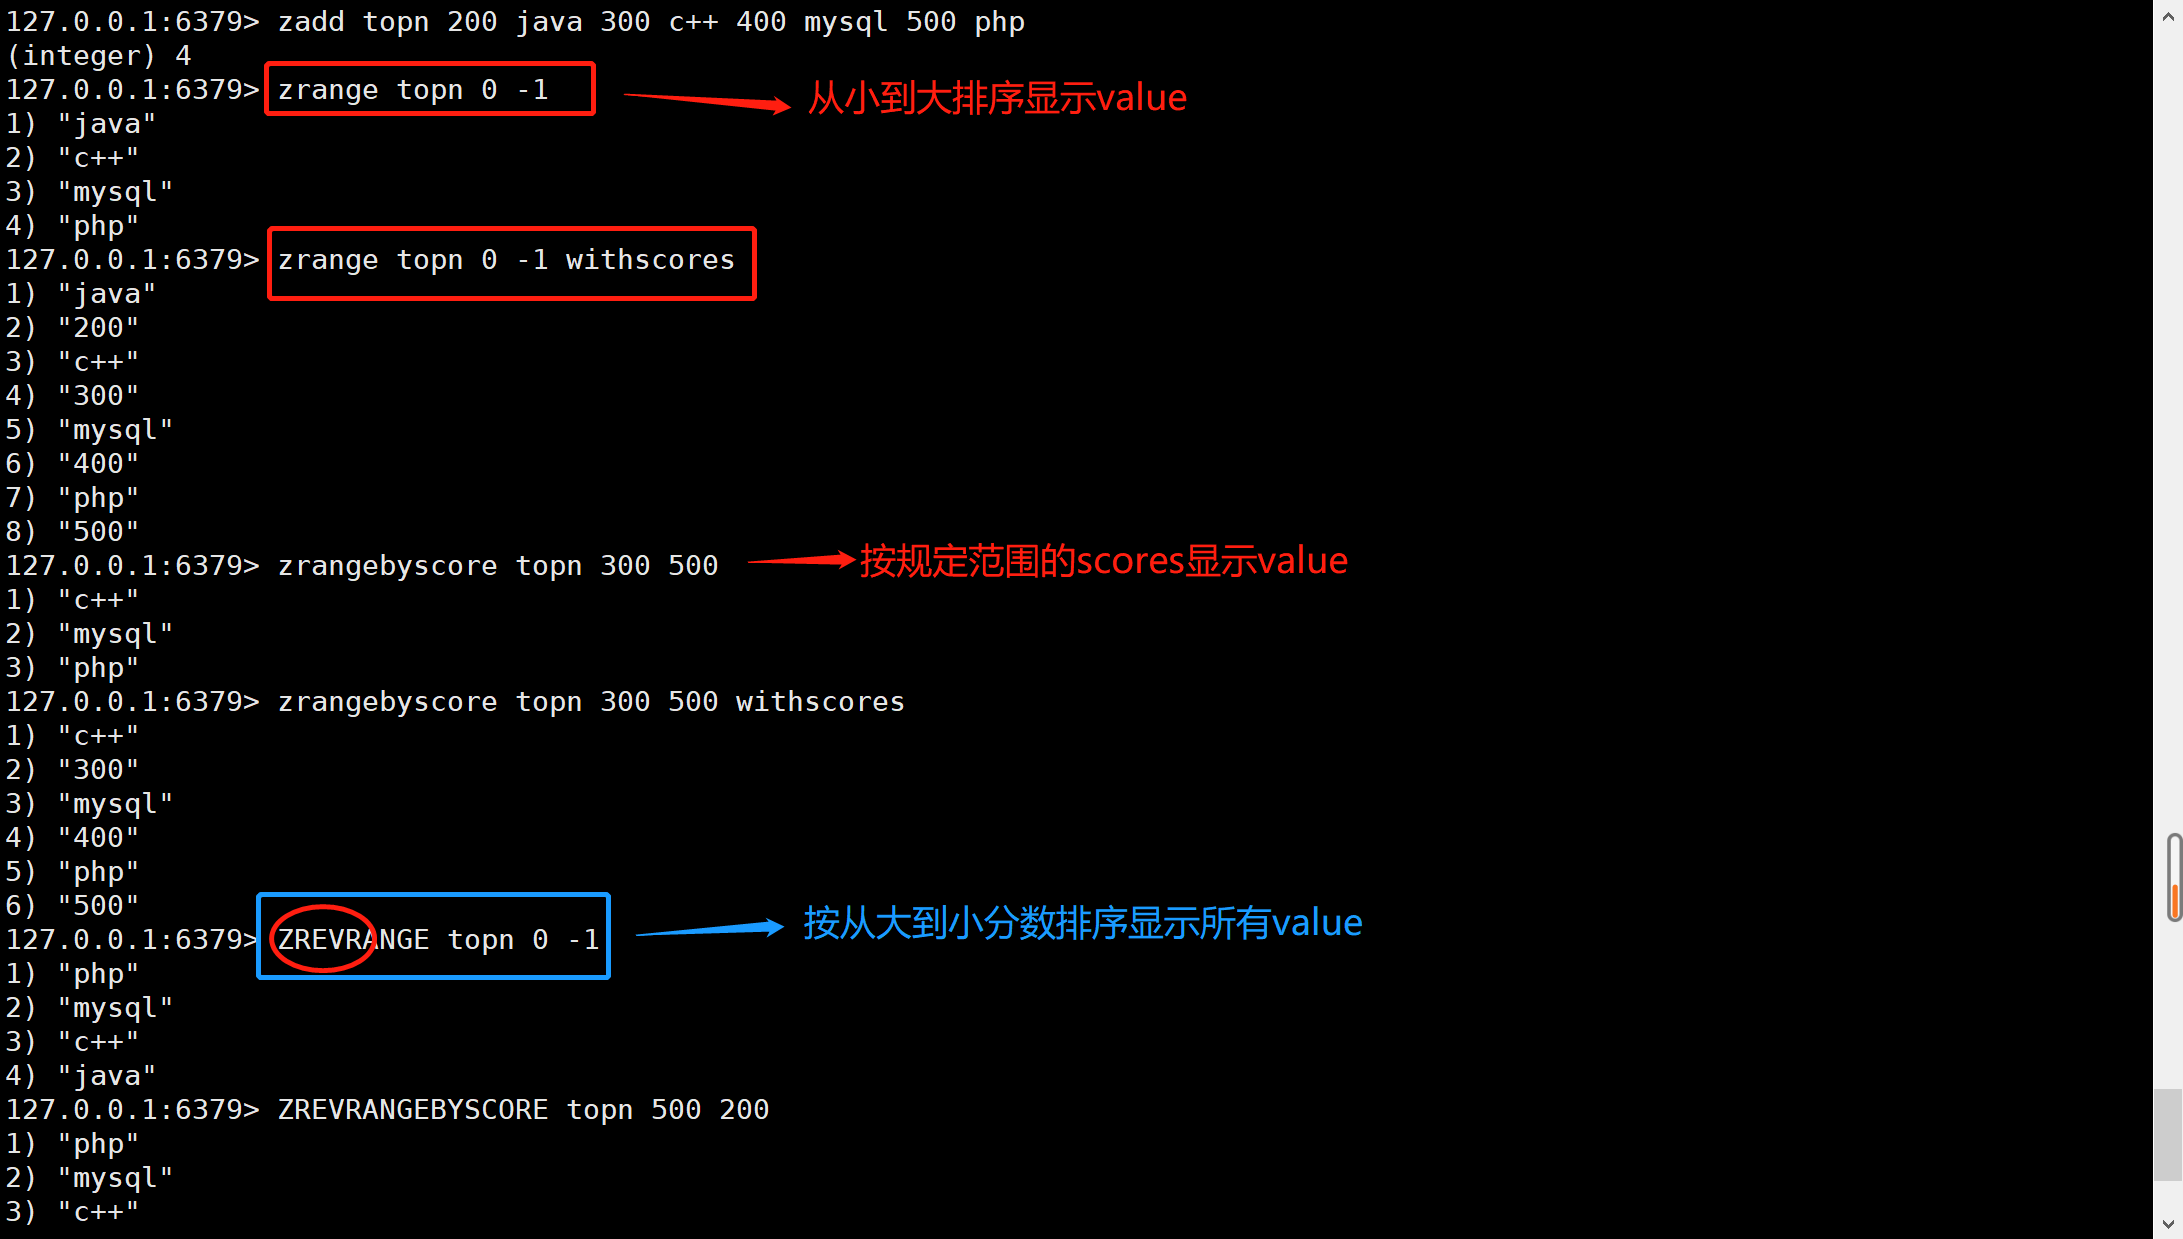 127.0.0.1:6379> zadd topn 200 java 300 c++ 400 mysql 500 php
(integer) 4
127.0.0.1:6379> zrange topn 0 -1 从小到大排序显示value
1) "java"
2) "c++"
3) "mysql"
4) "php"
127.0.0.1:6379> zrange topn 0 -1 withscores
1) "java"
2) "200"
3) "c++"
4) "300"
5) "mysql"
6) "400"
7) "php"
8) "500"
127.0.0.1:6379> zrangebyscore topn 300 500 按规定范围的scores显示value
1) "c++"
2) "mysql"
3) "php"
127.0.0.1:6379> zrangebyscore topn 300 500 withscores
1) "c++"
2) "300"
3) "mysql"
4) "400"
5) "php"
6) "500"
127.0.0.1:6379> ZREVRANGE topn 0 -1 按从大到小分数排序显示所有value
1) "php"
2) "mysql"
3) "c++"
4) "java"
127.0.0.1:6379> ZREVRANGEBYSCORE topn 500 200
1) "php"
2) "mysql"
3) "c++"